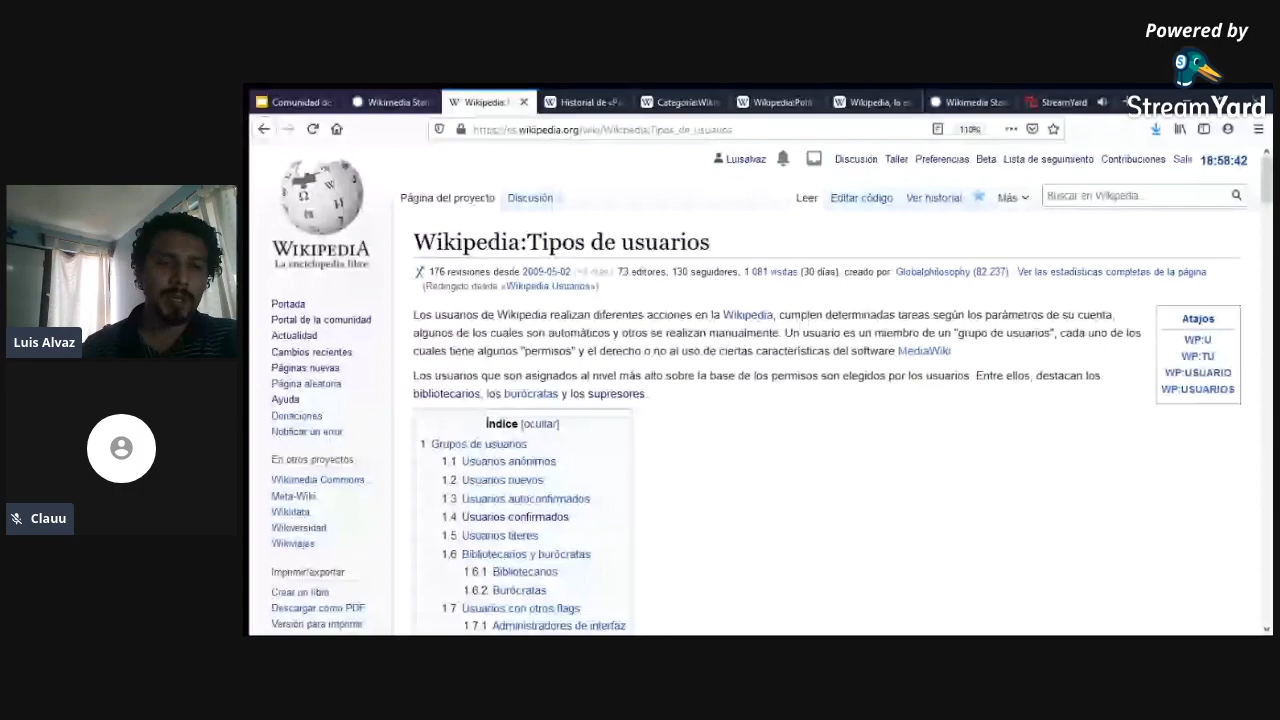 Powered by
StreamYard
Comunidad de
Wikimedia Stat
Wikipedia:T
Historial de «Po
Categoría:Wikip
Wikipedia:Polít
Wikipedia, la en
Wikimedia Stat
StreamYard
https://es.wikipedia.org/wiki/Wikipedia:Tipos_de_usuarios
110%
Luisalvaz
Discusión
Taller
Preferencias
Beta
Lista de seguimiento
Contribuciones
Salir
18:58:42
Página del proyecto
Discusión
Leer
Editar código
Ver historial
Más
Buscar en Wikipedia
WIKIPEDIA
La enciclopedia libre
Wikipedia:Tipos de usuarios
176 revisiones desde 2009-05-02 73 editores, 130 seguidores, 1 081 visitas (30 días), creado por: Globalphilosophy (82.237) Ver las estadísticas completas de la página
(Redirigido desde «Wikipedia:Usuarios»)
Los usuarios de Wikipedia realizan diferentes acciones en la Wikipedia, cumplen determinadas tareas según los parámetros de su cuenta,
algunos de los cuales son automáticos y otros se realizan manualmente. Un usuario es un miembro de un "grupo de usuarios", cada uno de los
cuales tiene algunos "permisos" y el derecho o no al uso de ciertas características del software MediaWiki
Los usuarios que son asignados al nivel más alto sobre la base de los permisos son elegidos por los usuarios. Entre ellos, destacan los
bibliotecarios, los burócratas y los supresores.
Atajos
WP:U
WP:TU
WP:USUARIO
WP:USUARIOS
Índice [ocultar]
1 Grupos de usuarios
1.1 Usuarios anónimos
1.2 Usuarios nuevos
1.3 Usuarios autoconfirmados
1.4 Usuarios confirmados
1.5 Usuarios títeres
1.6 Bibliotecarios y burócratas
1.6.1 Bibliotecarios
1.6.2 Burócratas
1.7 Usuarios con otros flags
1.7.1 Administradores de interfaz
Portada
Portal de la comunidad
Actualidad
Cambios recientes
Páginas nuevas
Página aleatoria
Ayuda
Donaciones
Notificar un error
En otros proyectos
Wikimedia Commons
Meta-Wiki
Wikidata
Wikiversidad
Wikiviajes
Imprimir/exportar
Crear un libro
Descargar como PDF
Versión para imprimir
Luis Alvaz
Clauu